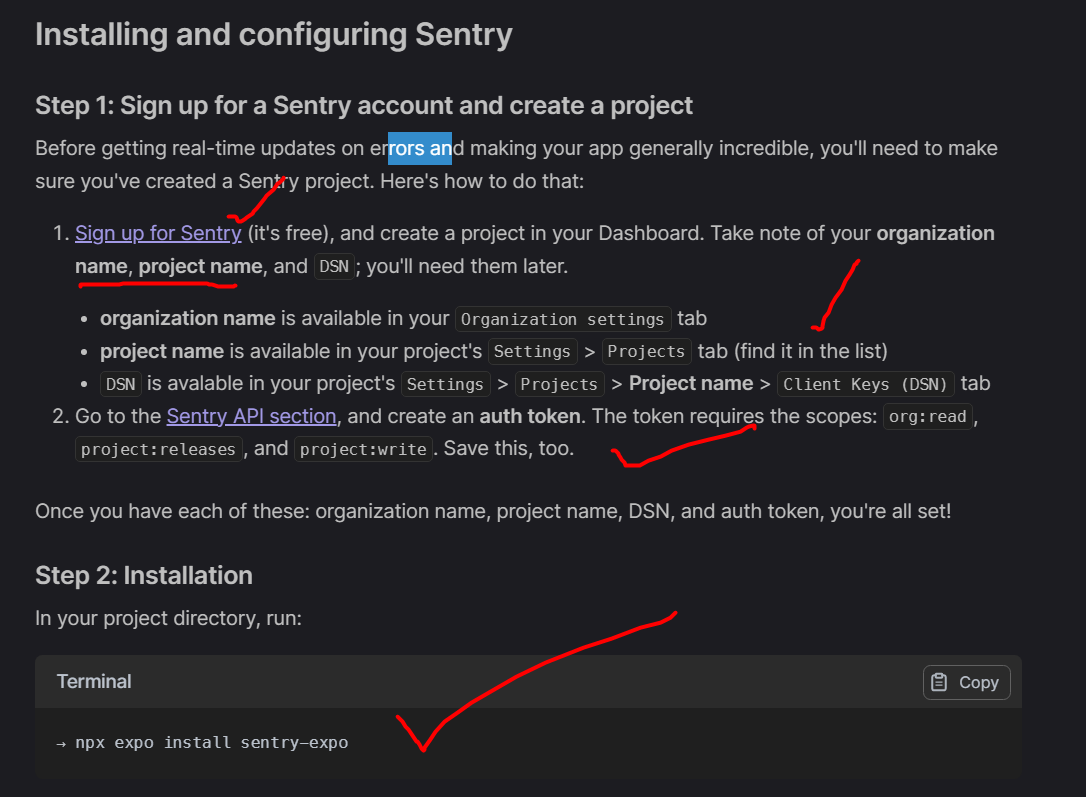 Installing and configuring Sentry
Step 1: Sign up for a Sentry account and create a project
Before getting real-time updates on errors and making your app generally incredible, you'll need to make
sure you've created a Sentry project. Here's how to do that:
1. Sign up for Sentry (it's free), and create a project in your Dashboard. Take note of your organization
name, project name, and DSN; you'll need them later.
• organization name is available in your Organization settings tab
• project name is available in your project's Settings > Projects tab (find it in the list)
• DSN is avalable in your project's Settings > Projects > Project name > Client Keys (DSN) tab
2. Go to the Sentry API section, and create an auth token. The token requires the scopes: org:read,
project:releases, and project:write. Save this, too.
Once you have each of these: organization name, project name, DSN, and auth token, you're all set!
Step 2: Installation
In your project directory, run:
Terminal Copy
→ npx expo install sentry-expo